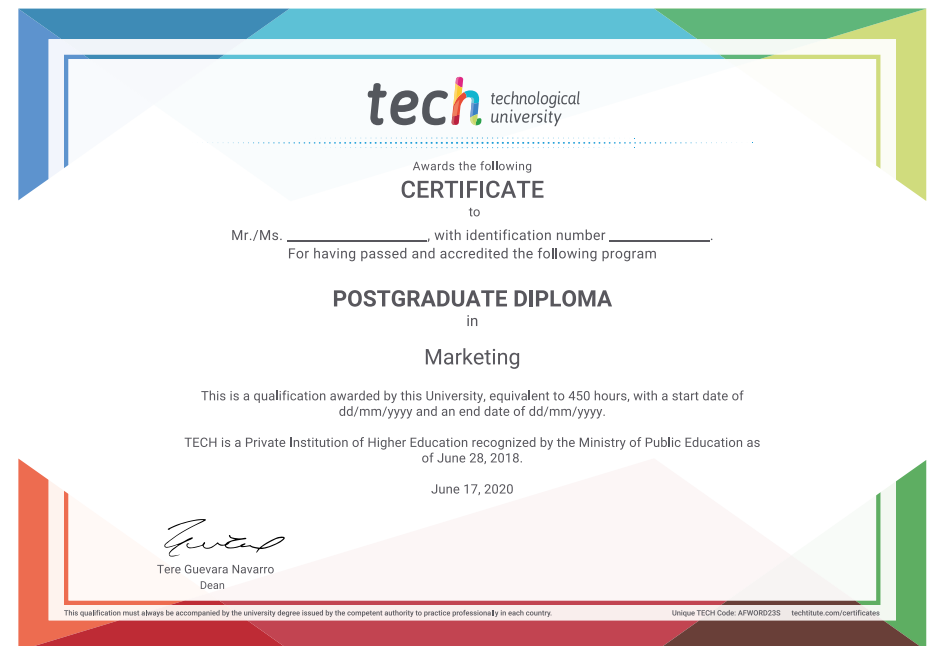 tech technological
university
Awards the following
CERTIFICATE
to
Mr./Ms. ____________________, with identification number ______________.
For having passed and accredited the following program
POSTGRADUATE DIPLOMA
in
Marketing
This is a qualification awarded by this University, equivalent to 450 hours, with a start date of
dd/mm/yyyy and an end date of dd/mm/yyyy.
TECH is a Private Institution of Higher Education recognized by the Ministry of Public Education as
of June 28, 2018.
June 17, 2020
Tere Guevara Navarro
Dean
This qualification must always be accompanied by the university degree issued by the competent authority to practice professionally in each country. Unique TECH Code: AFWORD23S techtitute.com/certificates